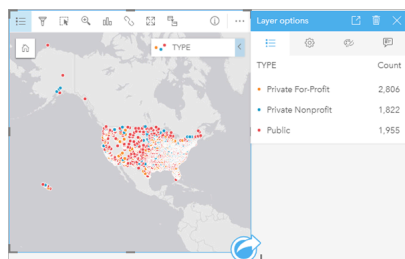 Layer options
TYPE
TYPE Count
Private For-Profit 2,806
Private Nonprofit 1,822
Public 1,955